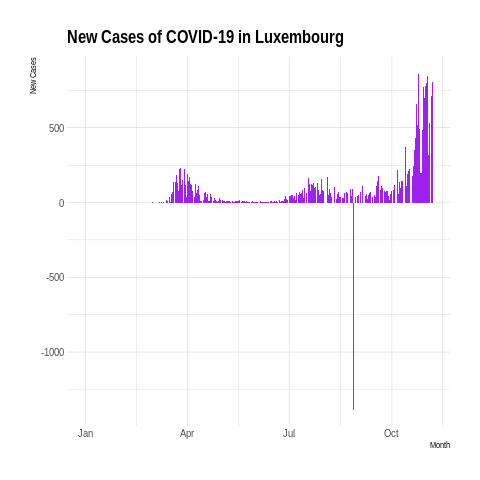 New Cases of COVID-19 in Luxembourg
New Cases
500
0
-500
-1000
Jan Apr Jul Oct
Month